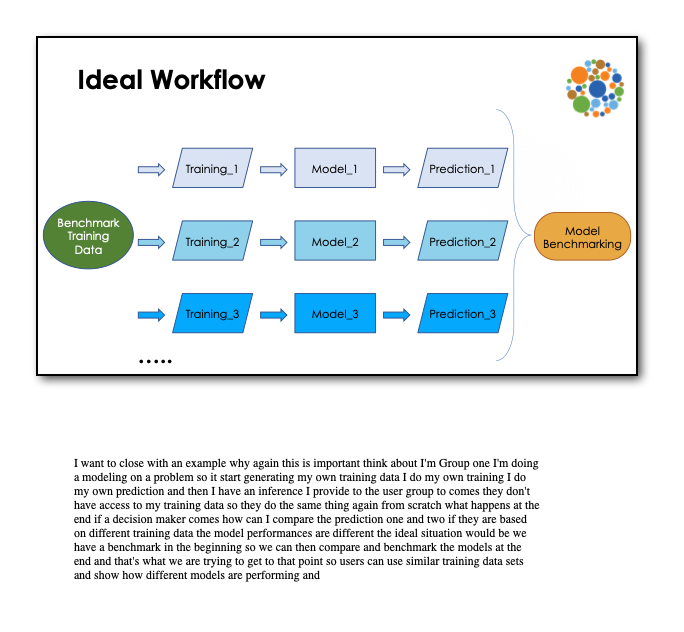 Ideal Workflow
Training_1
Model_1
Prediction_1
Benchmark
Training
Data
Training_2
Model_2
Prediction_2
Model
Benchmarking
Training_3
Model_3
Prediction_3
.....
I want to close with an example why again this is important think about I'm Group one I'm doing
a modeling on a problem so it start generating my own training data I do my own training I do
my own prediction and then I have an inference I provide to the user group to comes they don't
have access to my training data so they do the same thing again from scratch what happens at the
end if a decision maker comes how can I compare the prediction one and two if they are based
on different training data the model performances are different the ideal situation would be we
have a benchmark in the beginning so we can then compare and benchmark the models at the
end and that's what we are trying to get to that point so users can use similar training data sets
and show how different models are performing and